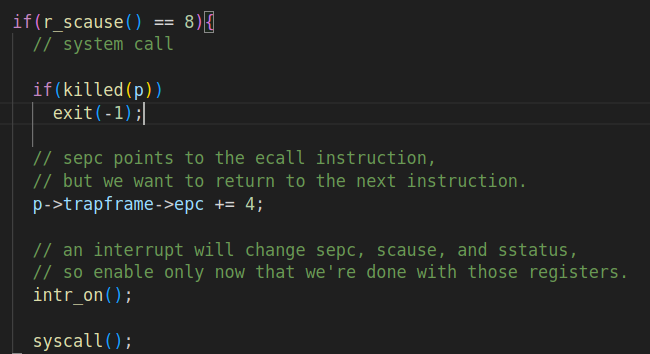 if(r_scause() == 8){
// system call
if(killed(p))
exit(-1);
// sepc points to the ecall instruction,
// but we want to return to the next instruction.
p->trapframe->epc += 4;
// an interrupt will change sepc, scause, and sstatus,
// so enable only now that we're done with those registers.
intr_on();
syscall();